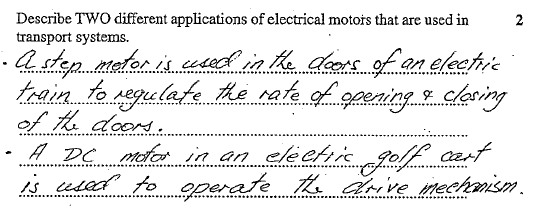 Describe TWO different applications of electrical motors that are used in 2
transport systems.
· A step motor is used in the doors of an electric
train to regulate the rate of opening & closing
of the doors.
- A DC motor in an electric golf cart
is used to operate the drive mechanism.